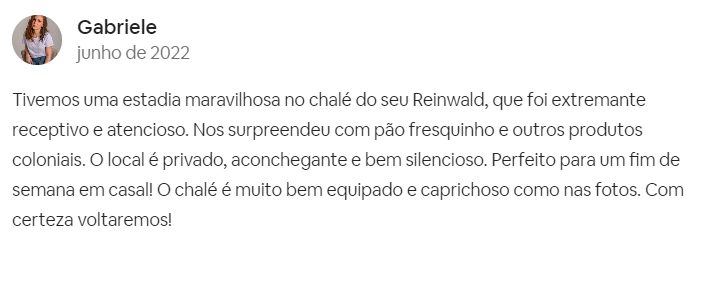 Gabriele
junho de 2022
Tivemos uma estadia maravilhosa no chalé do seu Reinwald, que foi extremante
receptivo e atencioso. Nos surpreendeu com pão fresquinho e outros produtos
coloniais. O local é privado, aconchegante e bem silencioso. Perfeito para um fim de
semana em casal! O chalé é muito bem equipado e caprichoso como nas fotos. Com
certeza voltaremos!